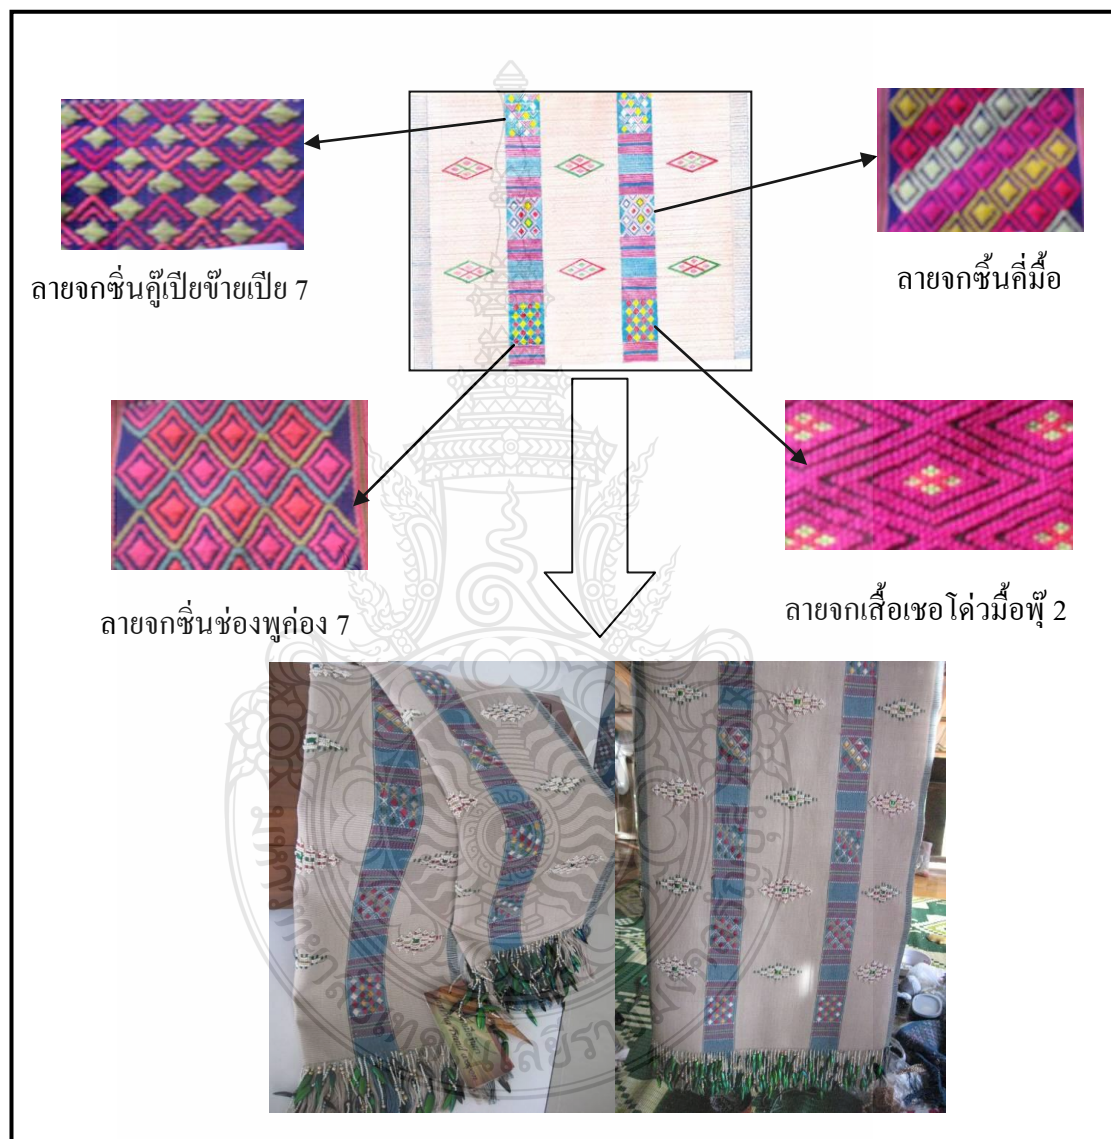 ลายจกซิ่นคู๊เปียข๊ายเปีย 7
ลายจกซิ้นคี่มื้อ
ลายจกซิ่นช่องพูค่อง 7
ลายจกเสื้อเชอโด่วมื้อพุ๊ 2